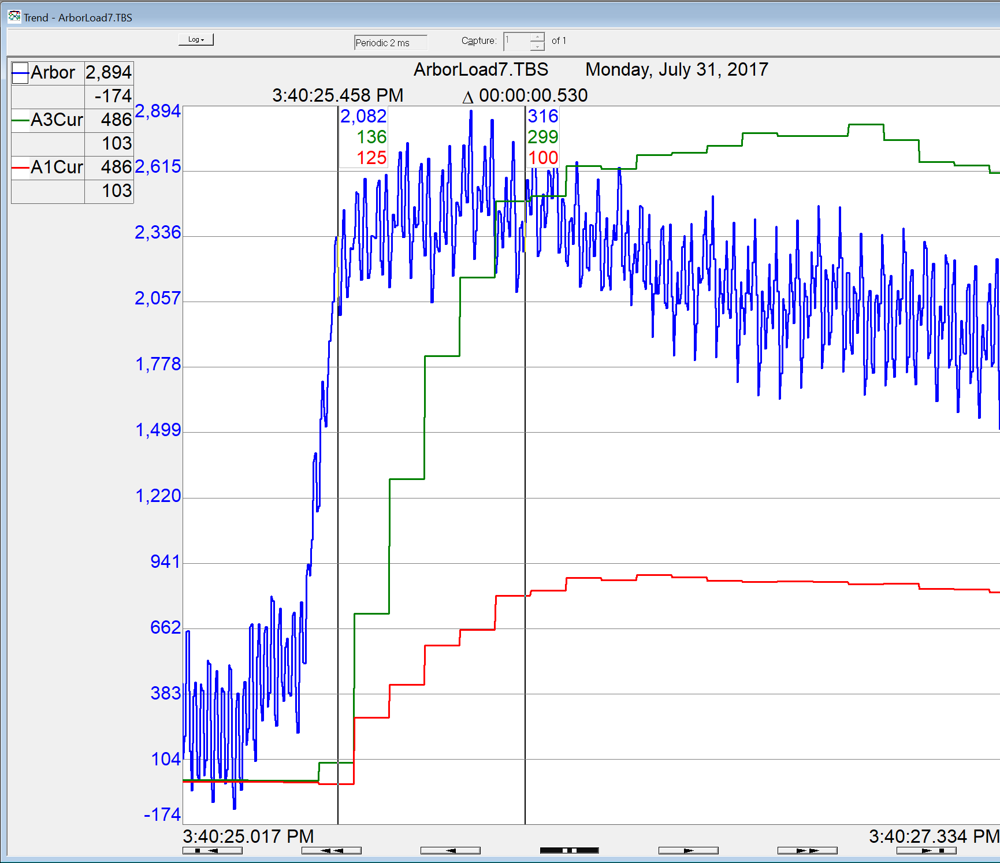 Trend - ArborLoad7.TBS
Log
Periodic 2 ms
Capture: 1 of 1
ArborLoad7.TBS Monday, July 31, 2017
3:40:25.458 PM Δ 00:00:00.530
Arbor 2,894
-174
A3Cur 486
103
A1Cur 486
103
2,082
136
125
316
299
100
2,894
2,615
2,336
2,057
1,778
1,499
1,220
941
662
383
104
-174
3:40:25.017 PM 3:40:27.334 PM